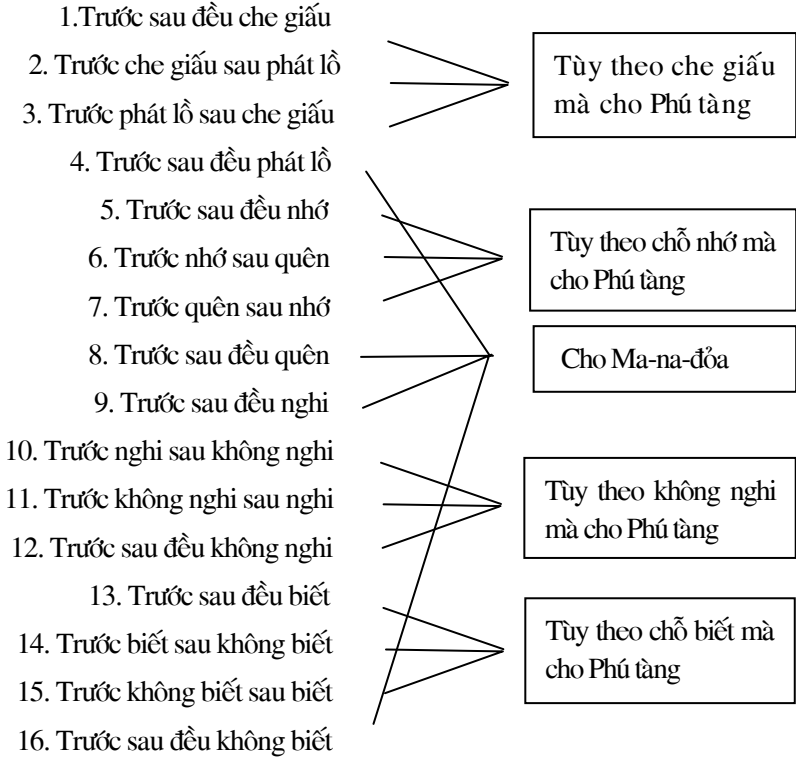 1.Trước sau đều che giấu
2. Trước che giấu sau phát lồ
3. Trước phát lồ sau che giấu
4. Trước sau đều phát lồ
5. Trước sau đều nhớ
6. Trước nhớ sau quên
7. Trước quên sau nhớ
8. Trước sau đều quên
9. Trước sau đều nghi
10. Trước nghi sau không nghi
11. Trước không nghi sau nghi
12. Trước sau đều không nghi
13. Trước sau đều biết
14. Trước biết sau không biết
15. Trước không biết sau biết
16. Trước sau đều không biết
Tùy theo che giấu
mà cho Phú tàng
Tùy theo chỗ nhớ mà
cho Phú tàng
Cho Ma-na-đỏa
Tùy theo không nghi
mà cho Phú tàng
Tùy theo chỗ biết mà
cho Phú tàng